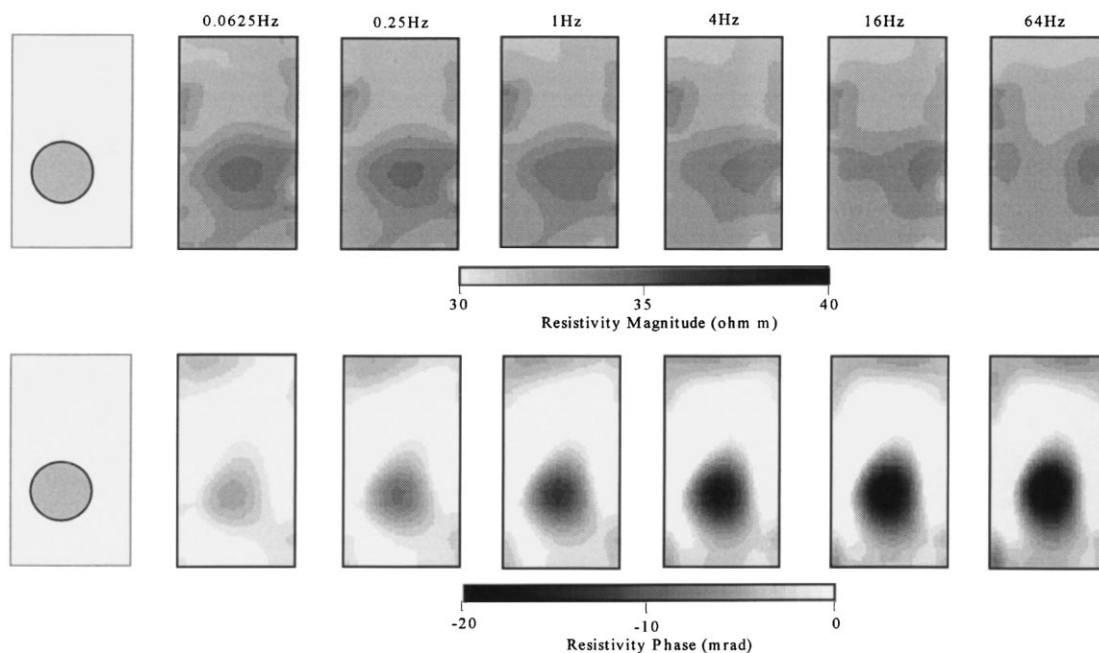 0.0625Hz 0.25Hz 1Hz 4Hz 16Hz 64Hz
30 35 40
Resistivity Magnitude (ohm m)
-20 -10 0
Resistivity Phase (mrad)